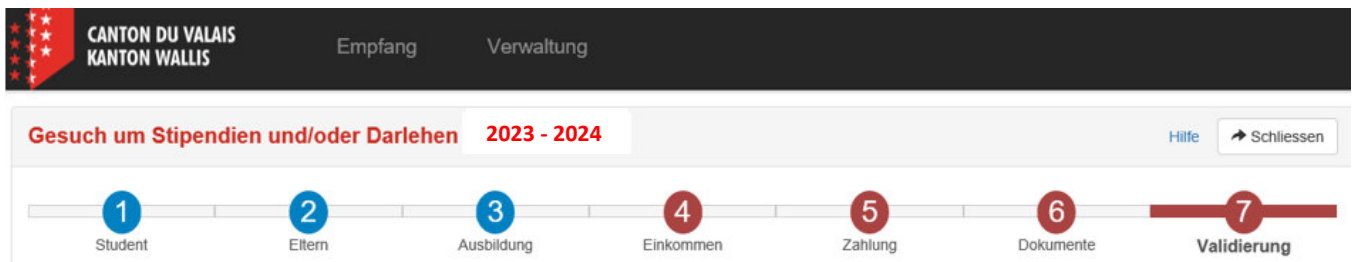 CANTON DU VALAIS
KANTON WALLIS
Empfang Verwaltung
Gesuch um Stipendien und/oder Darlehen 2023 - 2024 Hilfe Schliessen
1 2 3 4 5 6 7
Student Eltern Ausbildung Einkommen Zahlung Dokumente Validierung